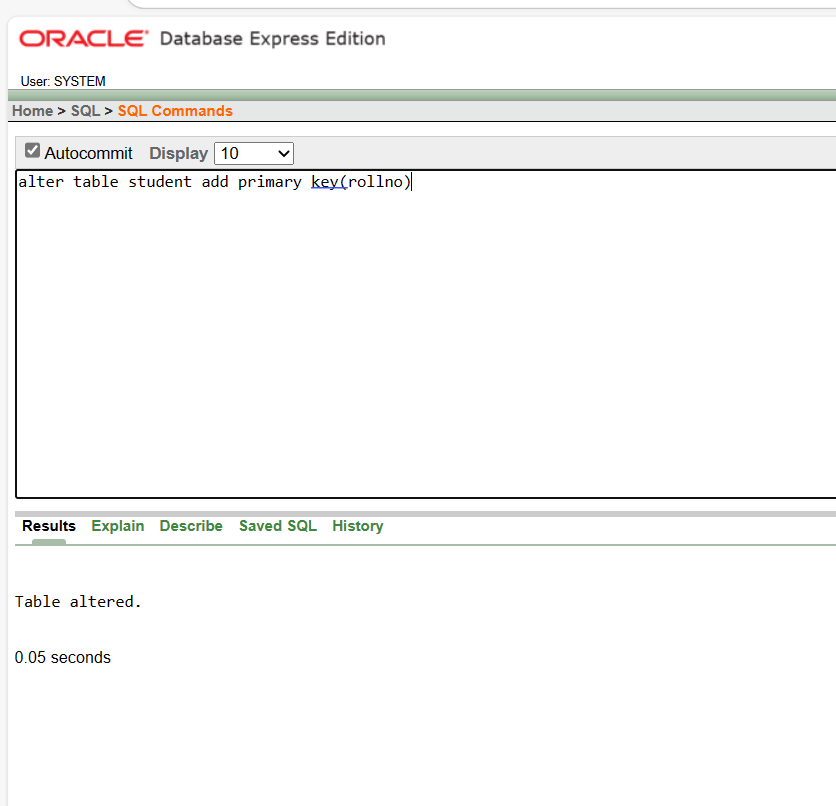 ORACLE® Database Express Edition
User: SYSTEM
Home > SQL > SQL Commands
Autocommit Display 10
alter table student add primary key(rollno)
Results Explain Describe Saved SQL History
Table altered.
0.05 seconds